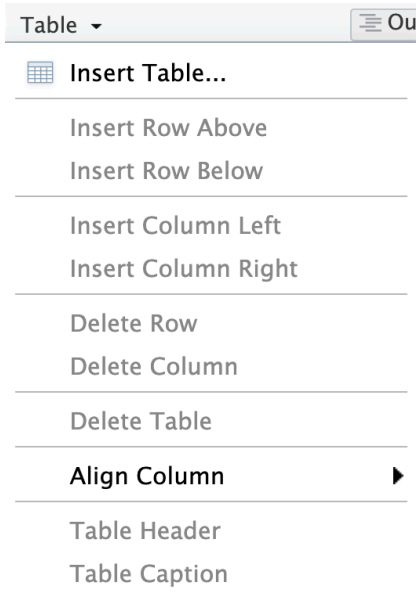 Table
Ou
Insert Table...
Insert Row Above
Insert Row Below
Insert Column Left
Insert Column Right
Delete Row
Delete Column
Delete Table
Align Column
Table Header
Table Caption